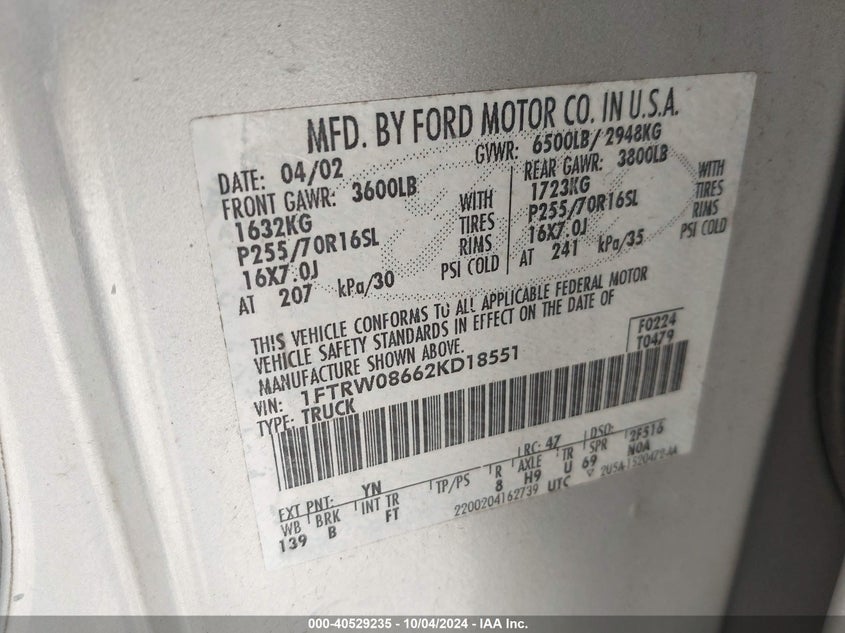 MFD. BY FORD MOTOR CO. IN U.S.A.
DATE: 04/02 GVWR: 6500LB/ 2948KG
FRONT GAWR: 3600LB REAR GAWR: 3800LB
1632KG WITH 1723KG WITH
P255/70R16SL TIRES P255/70R16SL TIRES
16X7.0J RIMS 16X7.0J RIMS
AT 207 kPa/30 PSI COLD AT 241 kPa/35 PSI COLD
THIS VEHICLE CONFORMS TO ALL APPLICABLE FEDERAL MOTOR
VEHICLE SAFETY STANDARDS IN EFFECT ON THE DATE OF
MANUFACTURE SHOWN ABOVE.
F0224
T0479
VIN: 1FTRW08662KD18551
TYPE: TRUCK
EXT PNT: YN RC: 47 DSO: 2F516
WB BRK INT TR TP/PS R AXLE TR SPR N0A
139 B FT 8 H9 U 69
2200204162739 UTC
000-40529235 - 10/04/2024 - IAA Inc.